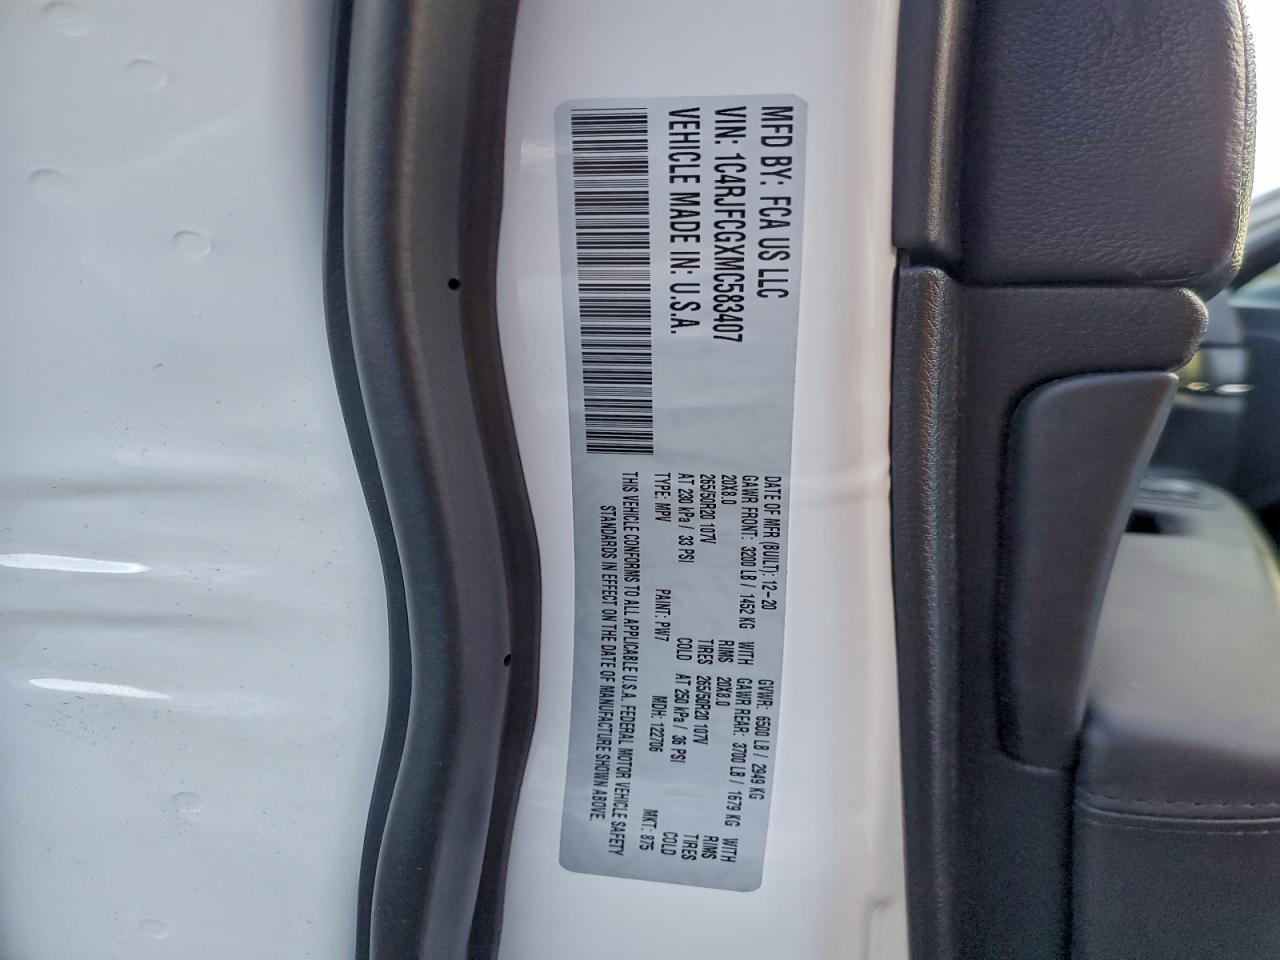 MFD BY: FCA US LLC
VIN: 1C4RJFCGXMC583407
VEHICLE MADE IN: U.S.A.
DATE OF MFR (BUILT): 12-20 GVWR: 6500 LB / 2949 KG
GAWR FRONT: 3200 LB / 1452 KG WITH GAWR REAR: 3700 LB / 1679 KG WITH
20X8.0 RIMS 20X8.0 RIMS
265/50R20 107V TIRES 265/50R20 107V TIRES
AT 230 kPa / 33 PSI COLD AT 250 kPa / 36 PSI COLD
TYPE: MPV PAINT: PW7 MDH: 122706 MKT: 875
THIS VEHICLE CONFORMS TO ALL APPLICABLE U.S.A. FEDERAL MOTOR VEHICLE SAFETY
STANDARDS IN EFFECT ON THE DATE OF MANUFACTURE SHOWN ABOVE.